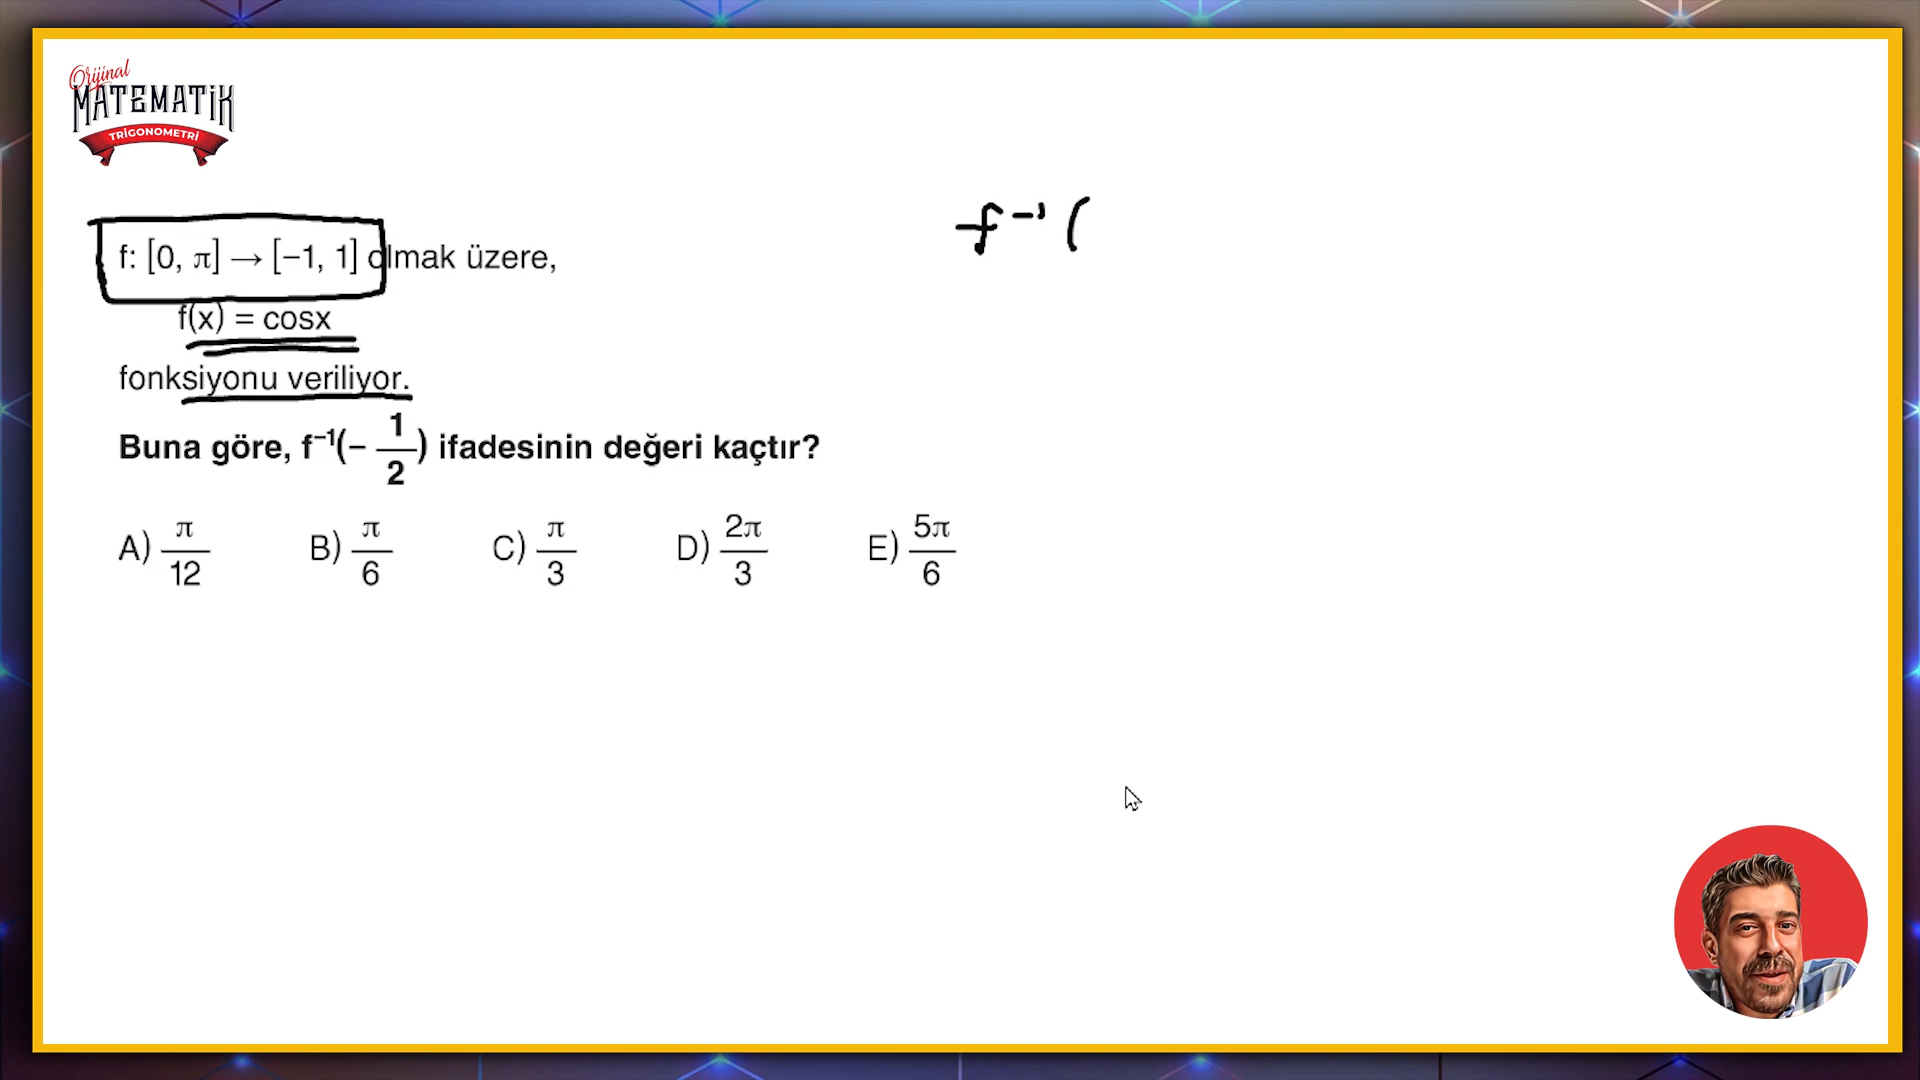 Orijinal
MATEMATİK
TRİGONOMETRİ
f⁻¹(
f: [0, π] → [−1, 1] olmak üzere,
f(x) = cosx
fonksiyonu veriliyor.
Buna göre, f⁻¹(− 1/2) ifadesinin değeri kaçtır?
A) π/12 B) π/6 C) π/3 D) 2π/3 E) 5π/6